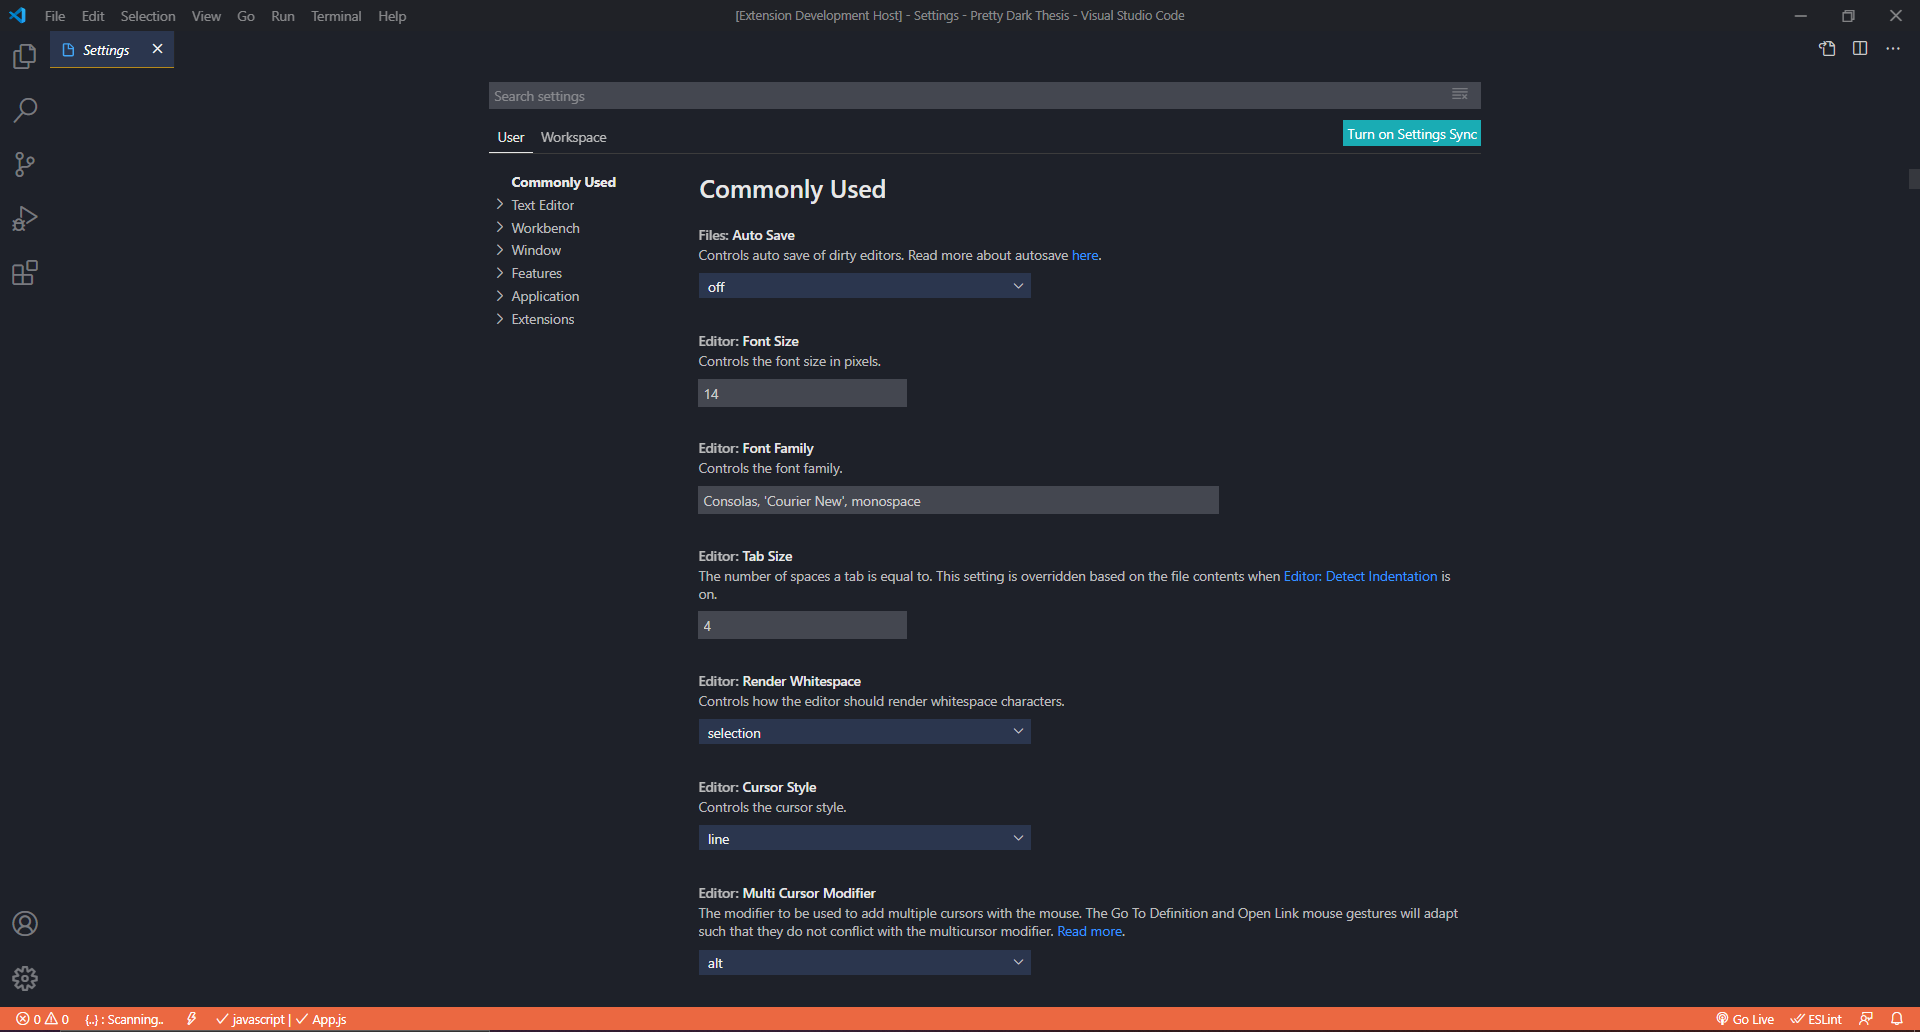 File Edit Selection View Go Run Terminal Help
[Extension Development Host] - Settings - Pretty Dark Thesis - Visual Studio Code
Settings
Search settings
User Workspace
Turn on Settings Sync
Commonly Used
Text Editor
Workbench
Window
Features
Application
Extensions
Commonly Used
Files: Auto Save
Controls auto save of dirty editors. Read more about autosave here.
off
Editor: Font Size
Controls the font size in pixels.
14
Editor: Font Family
Controls the font family.
Consolas, 'Courier New', monospace
Editor: Tab Size
The number of spaces a tab is equal to. This setting is overridden based on the file contents when Editor: Detect Indentation is
on.
4
Editor: Render Whitespace
Controls how the editor should render whitespace characters.
selection
Editor: Cursor Style
Controls the cursor style.
line
Editor: Multi Cursor Modifier
The modifier to be used to add multiple cursors with the mouse. The Go To Definition and Open Link mouse gestures will adapt
such that they do not conflict with the multicursor modifier. Read more.
alt
0 0 {..} : Scanning.. javascript | App.js
Go Live ESLint